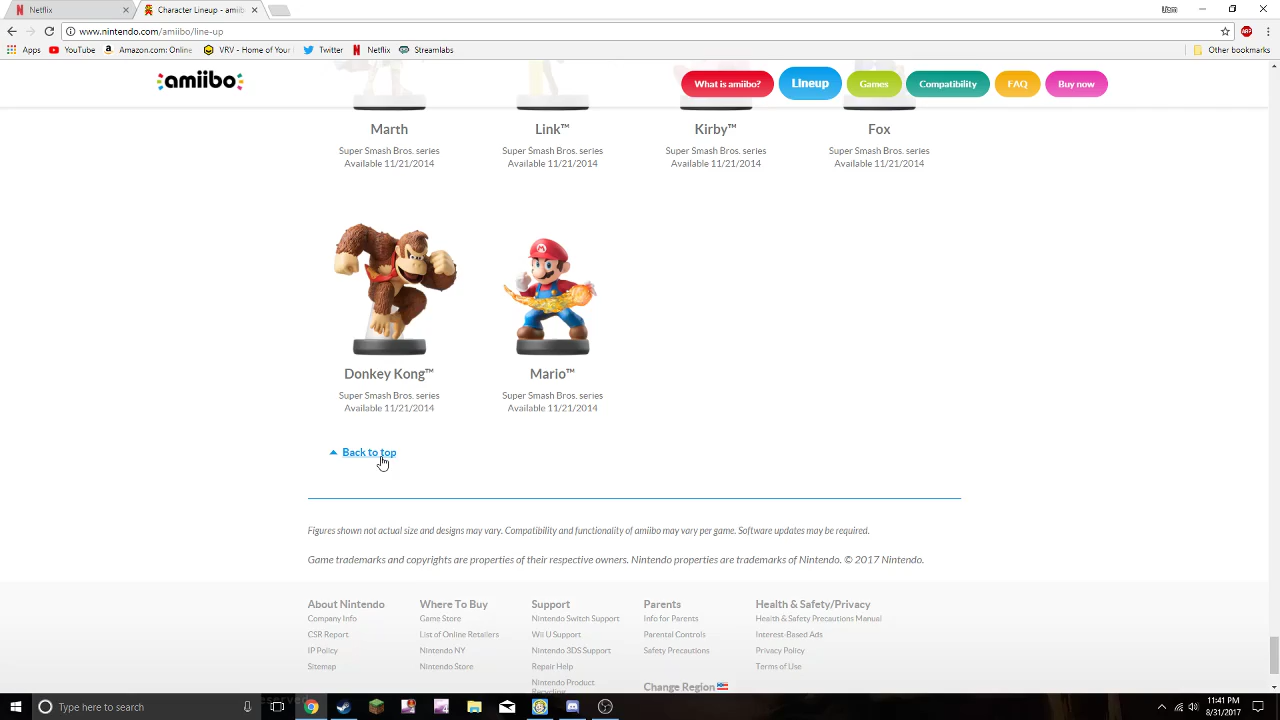 Netflix
Character Lineup - amii
www.nintendo.com/amiibo/line-up
Apps
YouTube
Amazon.com: Online
VRV - Home of Your
Twitter
Netflix
Streamlabs
Other bookmarks
amiibo
What is amiibo?
Lineup
Games
Compatibility
FAQ
Buy now
Marth
Link™
Kirby™
Fox
Super Smash Bros. series
Super Smash Bros. series
Super Smash Bros. series
Super Smash Bros. series
Available 11/21/2014
Available 11/21/2014
Available 11/21/2014
Available 11/21/2014
Donkey Kong™
Mario™
Super Smash Bros. series
Super Smash Bros. series
Available 11/21/2014
Available 11/21/2014
Back to top
Figures shown not actual size and designs may vary. Compatibility and functionality of amiibo may vary per game. Software updates may be required.
Game trademarks and copyrights are properties of their respective owners. Nintendo properties are trademarks of Nintendo. © 2017 Nintendo.
About Nintendo
Company Info
CSR Report
IP Policy
Sitemap
Where To Buy
Game Store
List of Online Retailers
Nintendo NY
Nintendo Store
Support
Nintendo Switch Support
Wii U Support
Nintendo 3DS Support
Repair Help
Nintendo Product
Recycling
Parents
Info for Parents
Parental Controls
Safety Precautions
Health & Safety/Privacy
Health & Safety Precautions Manual
Interest-Based Ads
Privacy Policy
Terms of Use
Change Region
Type here to search
11:41 PM
8/31/2017